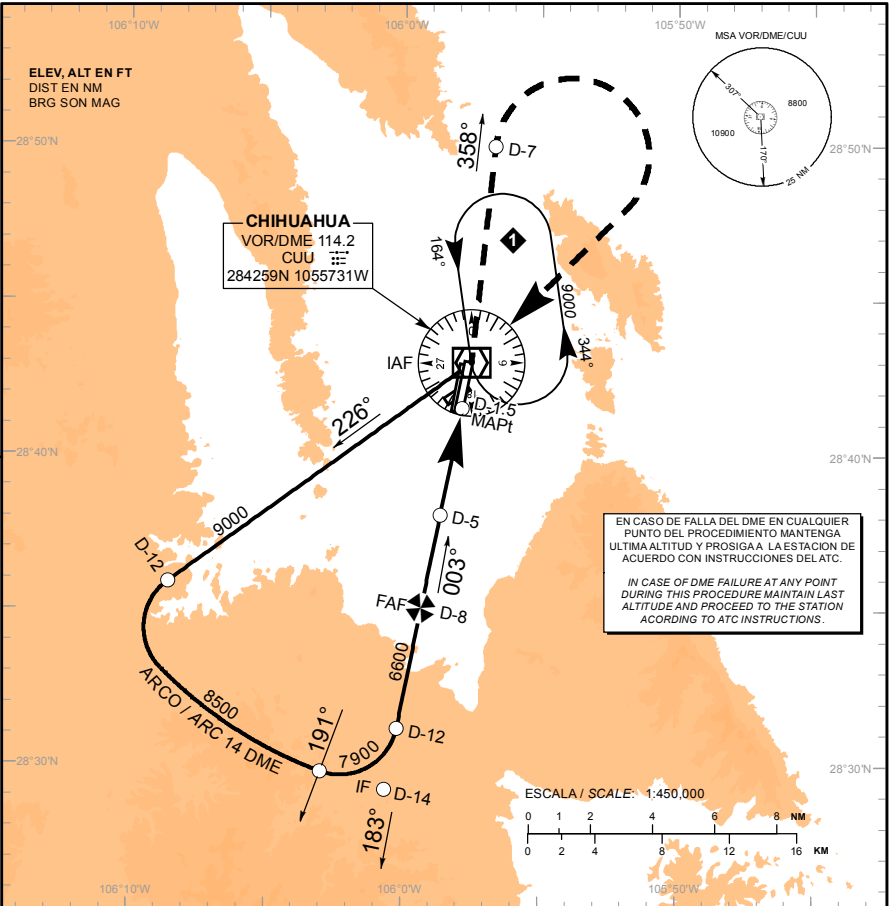 106°10'W
106°00'W
105°50'W
ELEV, ALT EN FT
DIST EN NM
BRG SON MAG
MSA VOR/DME/CUU
307°
8800
10900
170°
25 NM
28°50'N
28°50'N
358°
D-7
CHIHUAHUA
VOR/DME 114.2
CUU
284259N 1055731W
164°
1
9000
344°
IAF
0
27
9
18
D-1.5
MAPt
226°
9000
28°40'N
28°40'N
D-12
D-5
003°
FAF
D-8
EN CASO DE FALLA DEL DME EN CUALQUIER
PUNTO DEL PROCEDIMIENTO MANTENGA
ULTIMA ALTITUD Y PROSIGA A LA ESTACION DE
ACUERDO CON INSTRUCCIONES DEL ATC.
IN CASE OF DME FAILURE AT ANY POINT
DURING THIS PROCEDURE MAINTAIN LAST
ALTITUDE AND PROCEED TO THE STATION
ACORDING TO ATC INSTRUCTIONS.
6600
8500
ARCO / ARC 14 DME
191°
7900
D-12
28°30'N
28°30'N
IF
D-14
183°
ESCALA / SCALE: 1:450,000
0 1 2 4 6 8 NM
0 2 4 8 12 16 KM
106°10'W
106°00'W
105°50'W